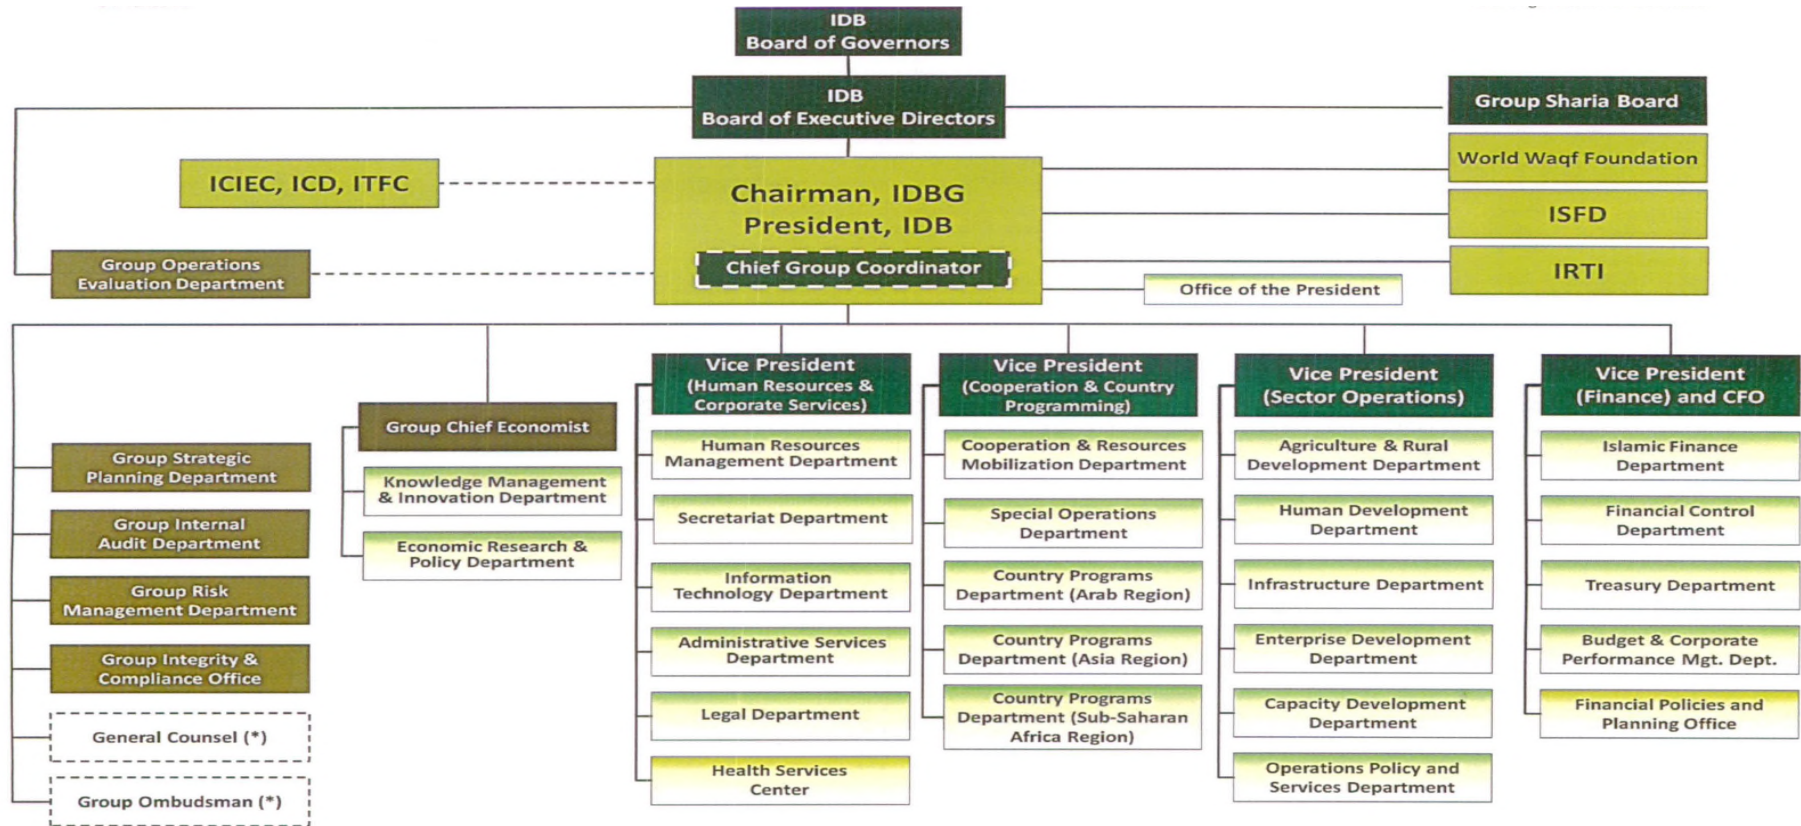 IDB
Board of Governors
IDB
Board of Executive Directors
Group Sharia Board
World Waqf Foundation
ICIEC, ICD, ITFC
Chairman, IDBG
President, IDB
Chief Group Coordinator
ISFD
IRTI
Group Operations
Evaluation Department
Office of the President
Group Strategic
Planning Department
Group Internal
Audit Department
Group Risk
Management Department
Group Integrity &
Compliance Office
General Counsel (*)
Group Ombudsman (*)
Group Chief Economist
Knowledge Management
& Innovation Department
Economic Research &
Policy Department
Vice President
(Human Resources &
Corporate Services)
Human Resources
Management Department
Secretariat Department
Information
Technology Department
Administrative Services
Department
Legal Department
Health Services
Center
Vice President
(Cooperation & Country
Programming)
Cooperation & Resources
Mobilization Department
Special Operations
Department
Country Programs
Department (Arab Region)
Country Programs
Department (Asia Region)
Country Programs
Department (Sub-Saharan
Africa Region)
Vice President
(Sector Operations)
Agriculture & Rural
Development Department
Human Development
Department
Infrastructure Department
Enterprise Development
Department
Capacity Development
Department
Operations Policy and
Services Department
Vice President
(Finance) and CFO
Islamic Finance
Department
Financial Control
Department
Treasury Department
Budget & Corporate
Performance Mgt. Dept.
Financial Policies and
Planning Office